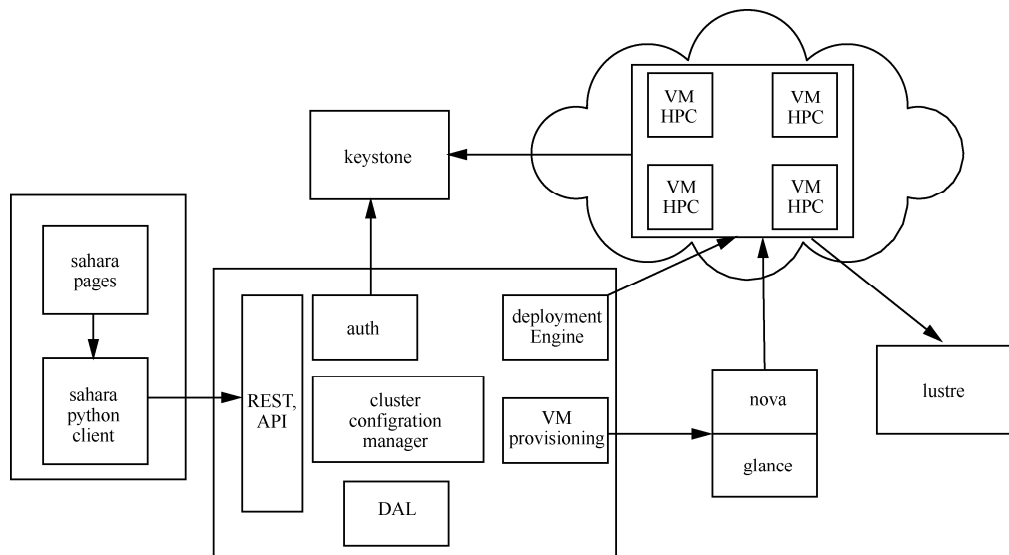 VM
HPC
VM
HPC
keystone
VM
HPC
VM
HPC
sahara
pages
auth
deployment
Engine
sahara
python
client
REST,
API
cluster
configration
manager
VM
provisioning
nova
glance
lustre
DAL